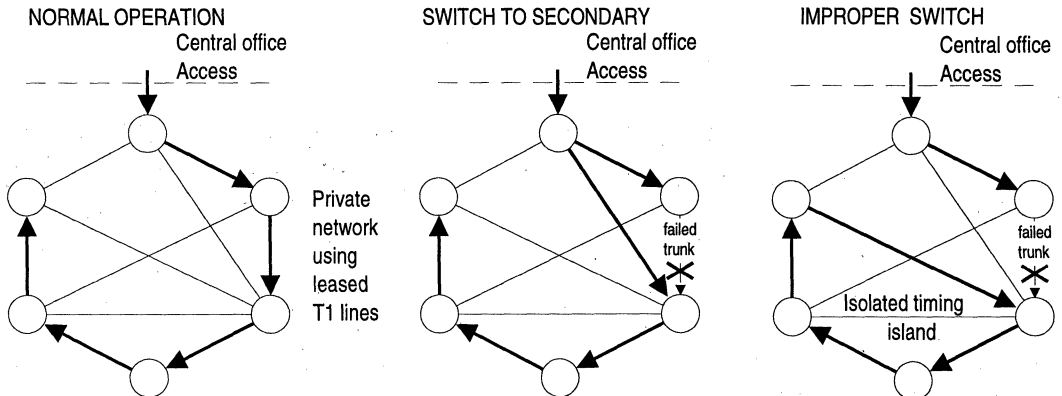 NORMAL OPERATION
Central office
Access
Private
network
using
leased
T1 lines
SWITCH TO SECONDARY
Central office
Access
failed
trunk
IMPROPER SWITCH
Central office
Access
failed
trunk
Isolated timing
island